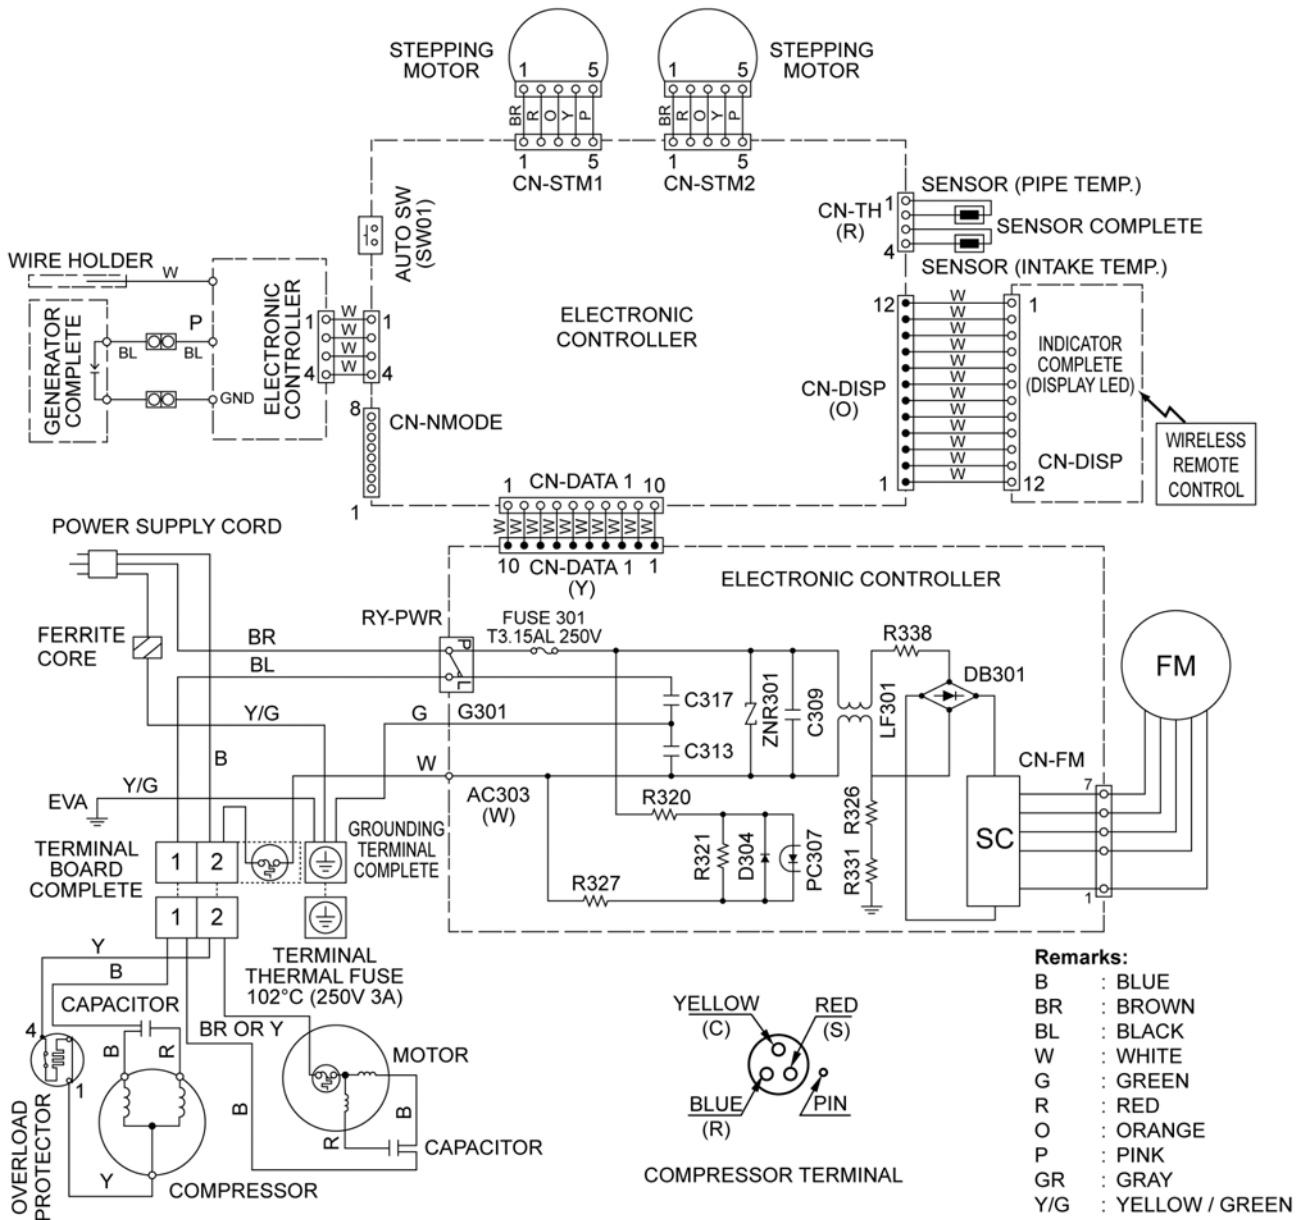 STEPPING
MOTOR
STEPPING
MOTOR
1 5
1 5
BR R O Y P
BR R O Y P
1 5
1 5
CN-STM1
CN-STM2
AUTO SW
(SW01)
CN-TH
(R)
1
4
SENSOR (PIPE TEMP.)
SENSOR COMPLETE
SENSOR (INTAKE TEMP.)
WIRE HOLDER
W
GENERATOR
COMPLETE
BL
P
BL
GND
ELECTRONIC
CONTROLLER
1 W 1
W
W
4 W 4
8
CN-NMODE
1
ELECTRONIC
CONTROLLER
CN-DISP
(O)
12 W 1
W
W
W
W
W
W
W
W
W
W
1 W 12
INDICATOR
COMPLETE
(DISPLAY LED)
CN-DISP
WIRELESS
REMOTE
CONTROL
1 CN-DATA 1 10
W W W W W W W W W W
10 CN-DATA 1 1
(Y)
POWER SUPPLY CORD
FERRITE
CORE
BR
BL
Y/G
B
G
W
Y/G
EVA
RY-PWR
P
L
G301
AC303
(W)
ELECTRONIC CONTROLLER
FUSE 301
T3.15AL 250V
C317
C313
ZNR301
C309
LF301
R338
DB301
R320
R321
D304
PC307
R327
R326
R331
SC
CN-FM
7
1
FM
TERMINAL
BOARD
COMPLETE
1 2
1 2
GROUNDING
TERMINAL
COMPLETE
TERMINAL
THERMAL FUSE
102°C (250V 3A)
Y
B
CAPACITOR
BR OR Y
4
1
B
R
OVERLOAD
PROTECTOR
Y
COMPRESSOR
B
MOTOR
R
B
CAPACITOR
YELLOW
(C)
RED
(S)
BLUE
(R)
PIN
COMPRESSOR TERMINAL
Remarks:
B : BLUE
BR : BROWN
BL : BLACK
W : WHITE
G : GREEN
R : RED
O : ORANGE
P : PINK
GR : GRAY
Y/G : YELLOW / GREEN